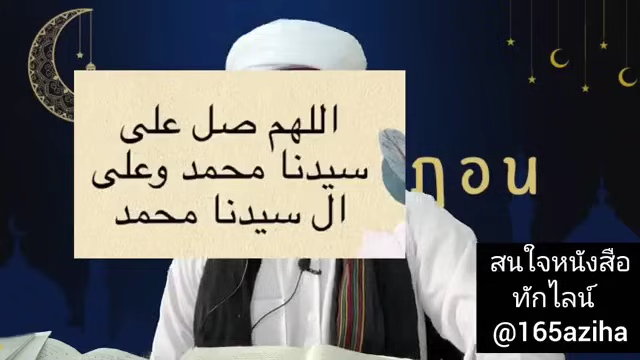 اللهم صل على
سيدنا محمد وعلى
ال سيدنا محمد
สนใจหนังสือ
ทักไลน์
@165aziha